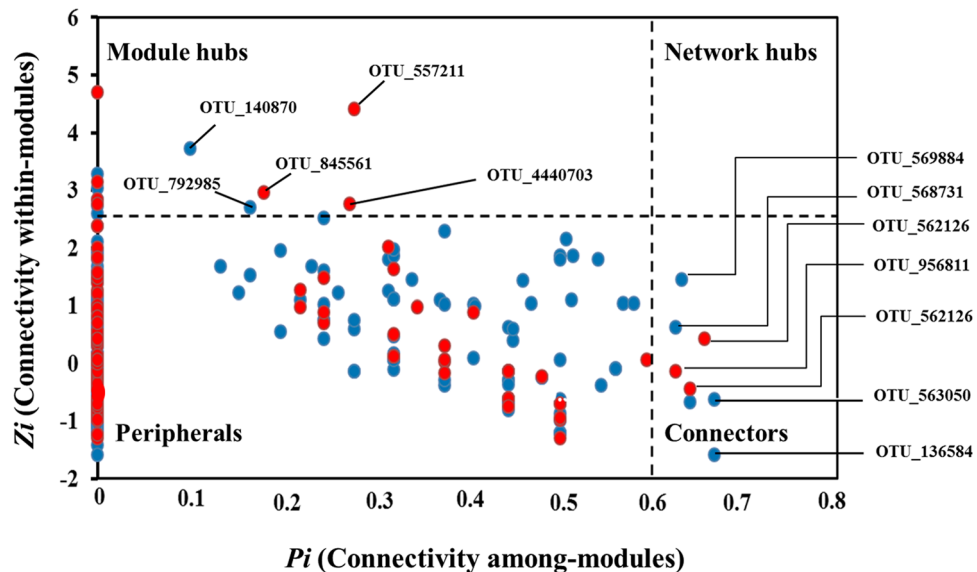 6
Module hubs
Network hubs
5
OTU_557211
OTU_140870
4
OTU_845561
OTU_569884
OTU_792985
OTU_4440703
3
OTU_568731
OTU_562126
2
OTU_956811
1
OTU_562126
0
OTU_563050
-1
Peripherals
Connectors
OTU_136584
-2
0 0.1 0.2 0.3 0.4 0.5 0.6 0.7 0.8
Zi (Connectivity within-modules)
Pi (Connectivity among-modules)